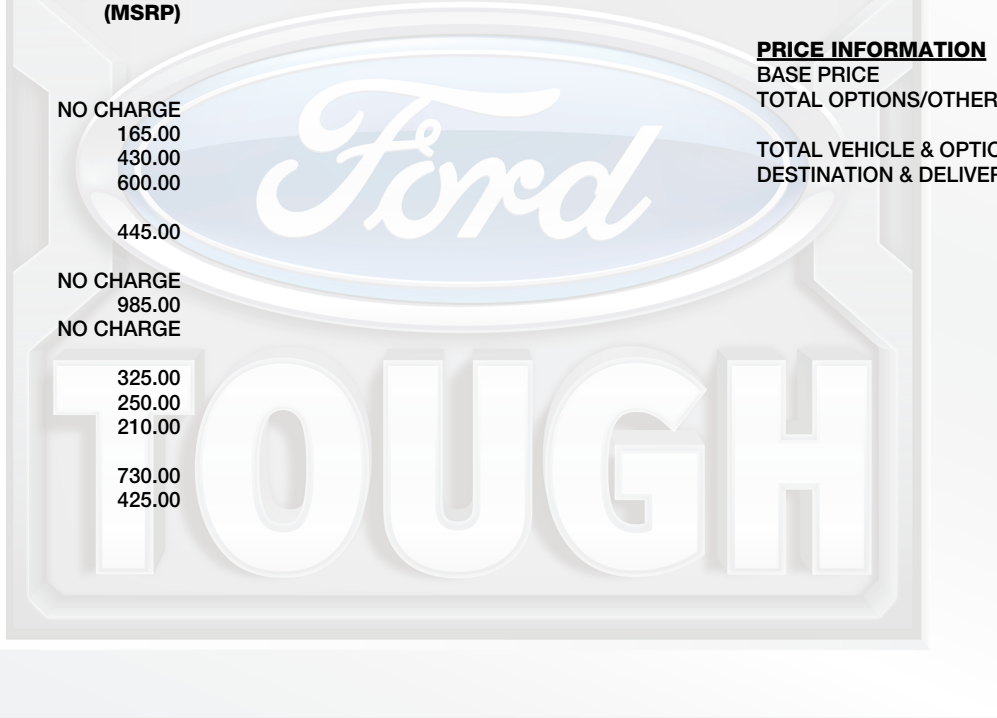 (MSRP)
NO CHARGE
165.00
430.00
600.00
445.00
NO CHARGE
985.00
NO CHARGE
325.00
250.00
210.00
730.00
425.00
PRICE INFORMATION
BASE PRICE
TOTAL OPTIONS/OTHER
TOTAL VEHICLE & OPTIO
DESTINATION & DELIVER
Ford
TOUGH